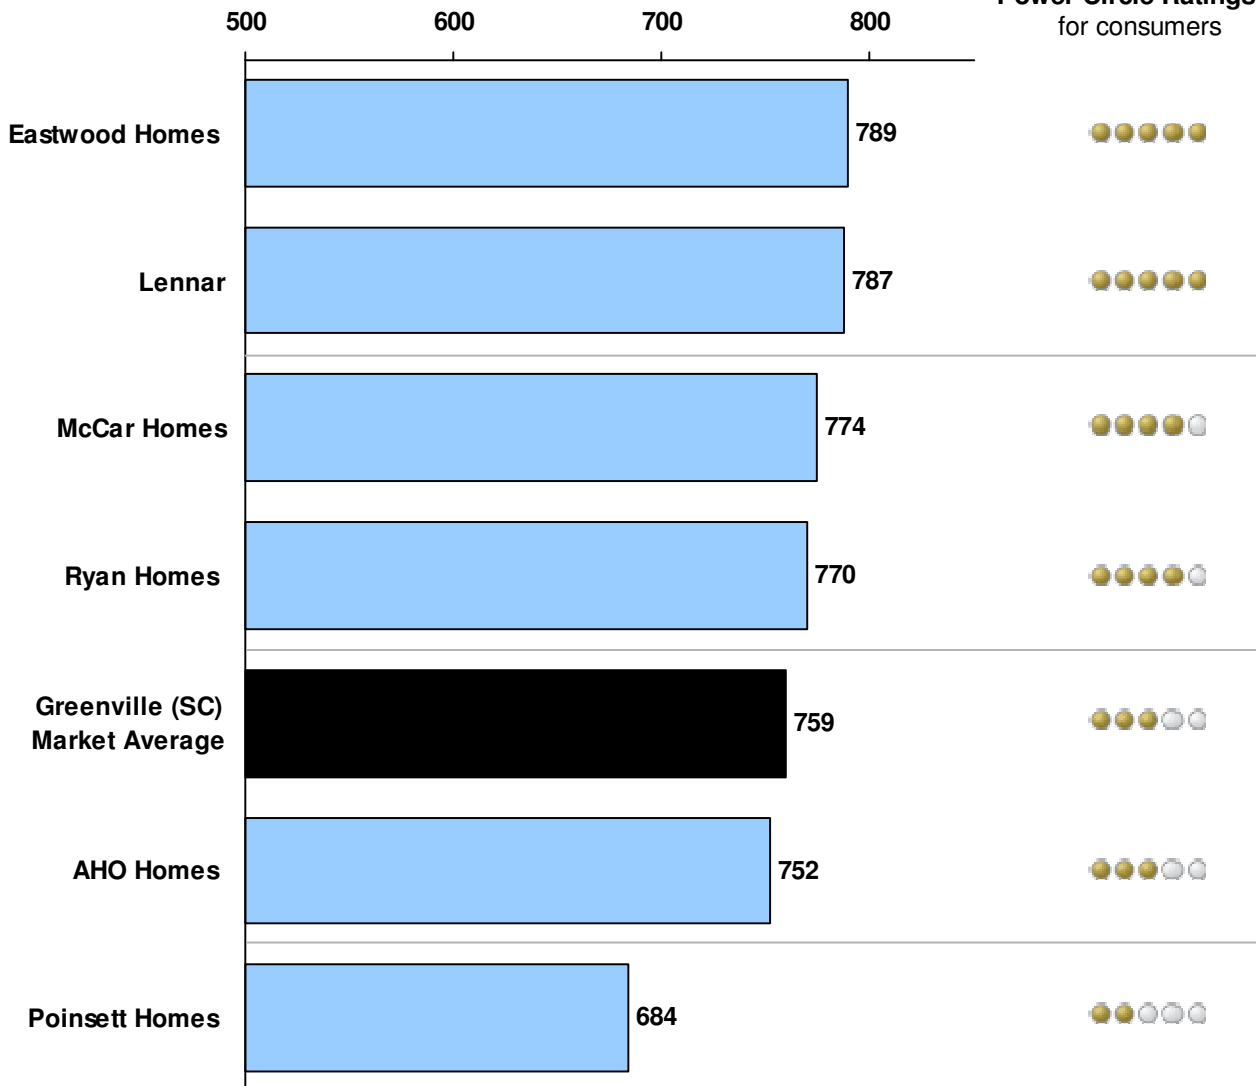 500 600 700 800
Power Circle Ratings
for consumers
Eastwood Homes 789
Lennar 787
McCar Homes 774
Ryan Homes 770
Greenville (SC)
Market Average 759
AHO Homes 752
Poinsett Homes 684